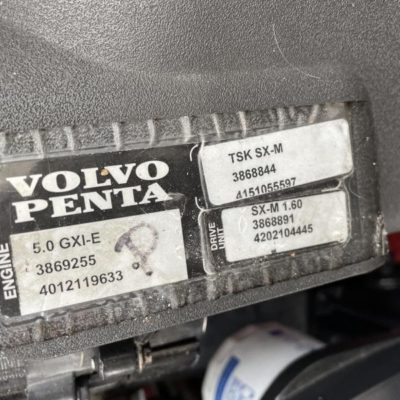 VOLVO
PENTA
ENGINE
5.0 GXI-E
3869255
4012119633
P
TSK SX-M
3868844
4151055597
DRIVE
UNIT
SX-M 1.60
3868891
4202104445